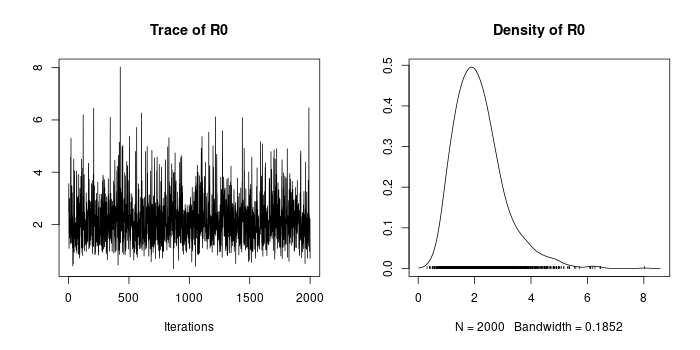 Trace of R0
8
6
4
2
0 500 1000 1500 2000
Iterations
Density of R0
0.5
0.4
0.3
0.2
0.1
0.0
0 2 4 6 8
N = 2000 Bandwidth = 0.1852